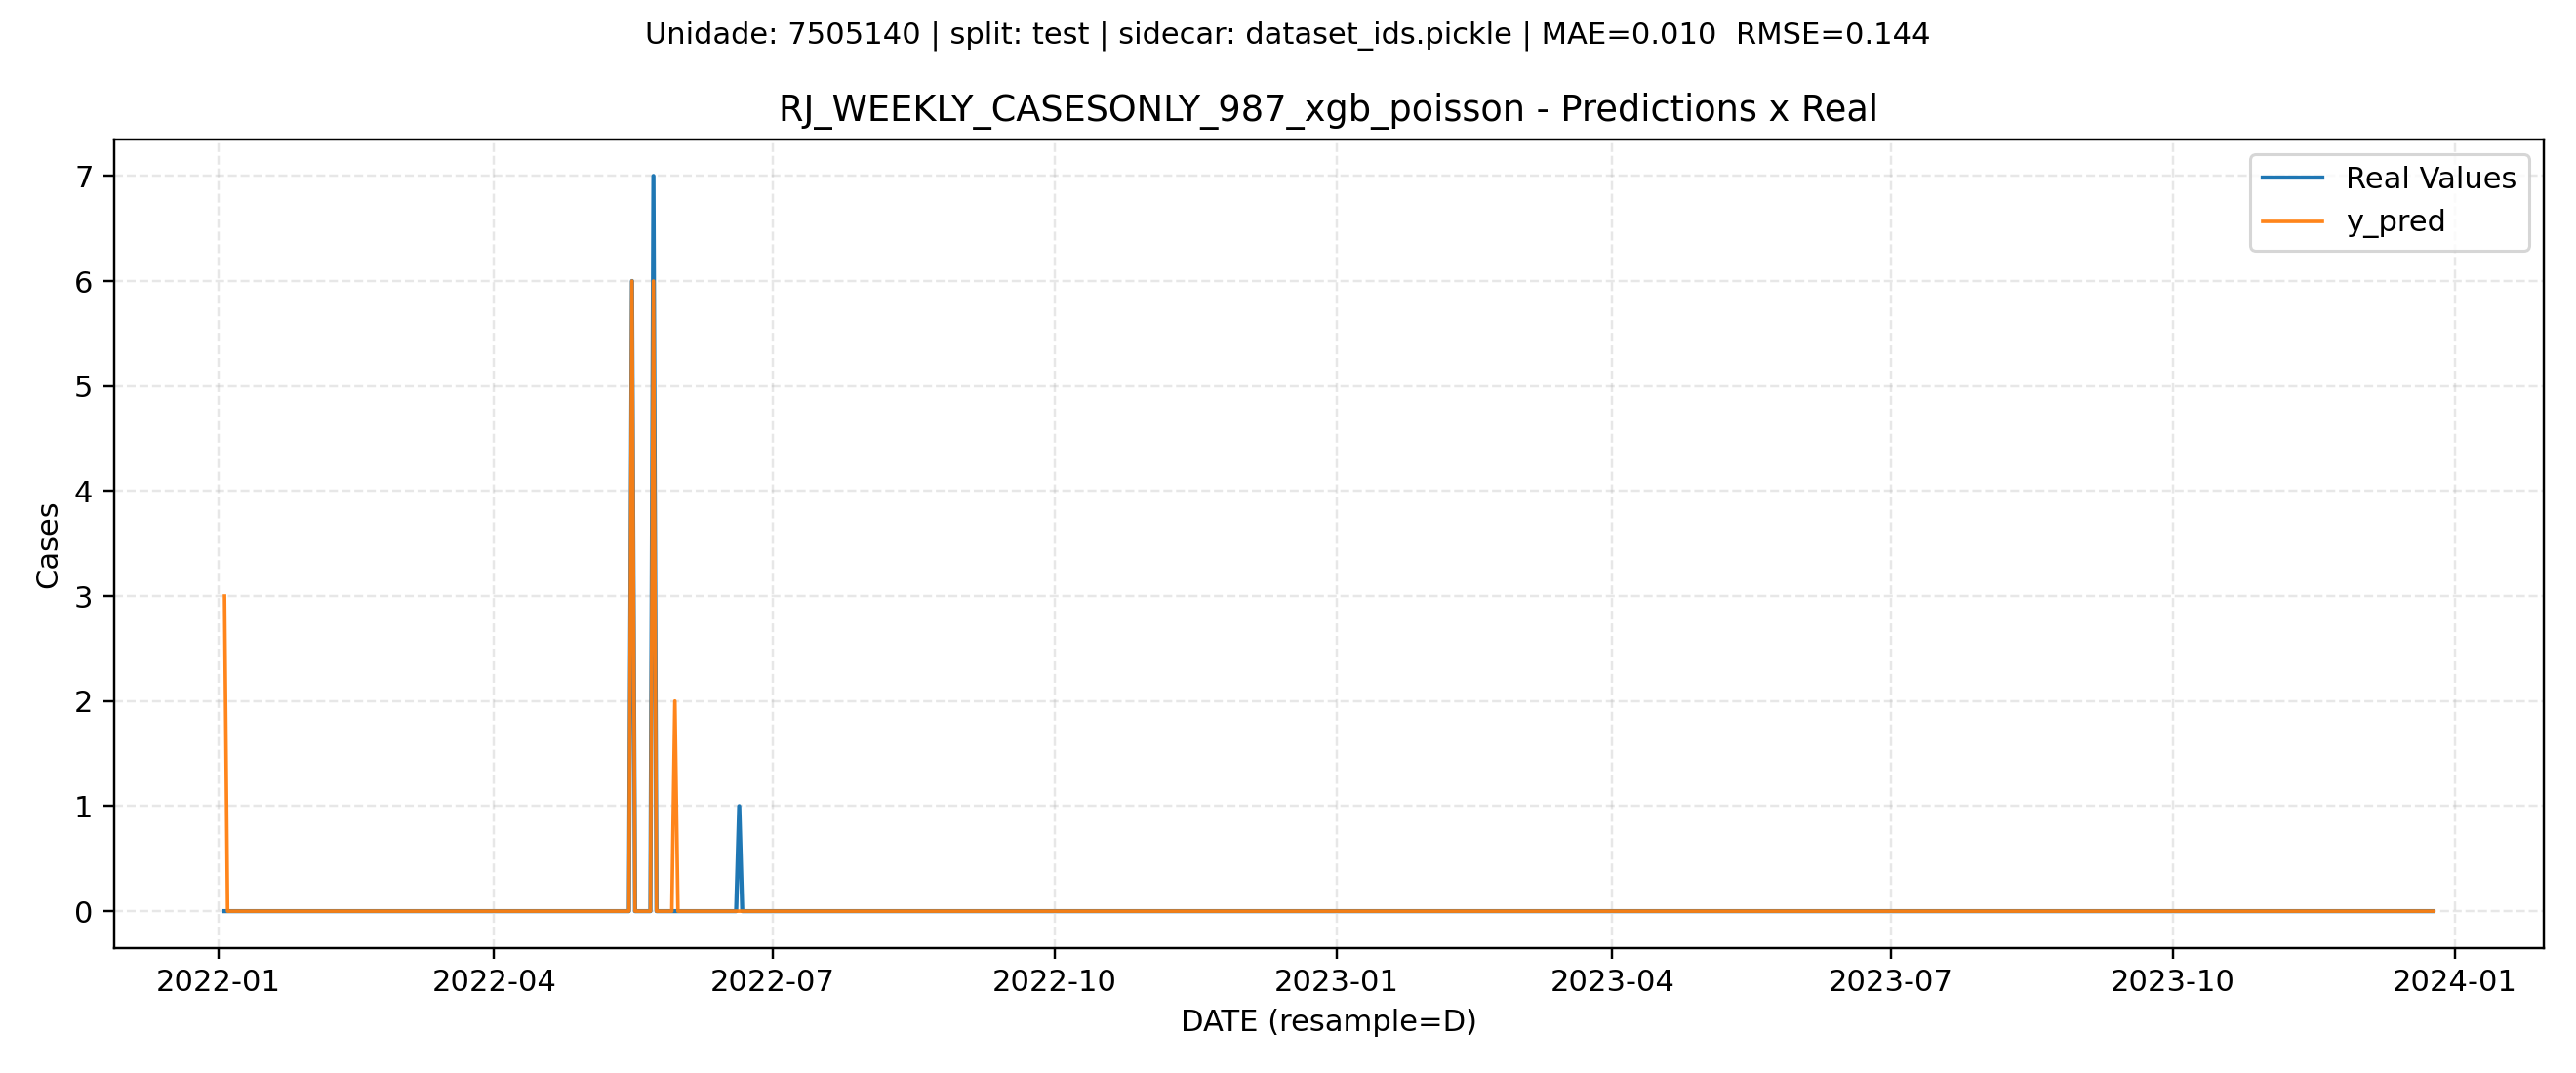 Unidade: 7505140 | split: test | sidecar: dataset_ids.pickle | MAE=0.010  RMSE=0.144
RJ_WEEKLY_CASESONLY_987_xgb_poisson - Predictions x Real
Real Values
y_pred
7
6
5
4
3
2
1
0
Cases
2022-01
2022-04
2022-07
2022-10
2023-01
2023-04
2023-07
2023-10
2024-01
DATE (resample=D)